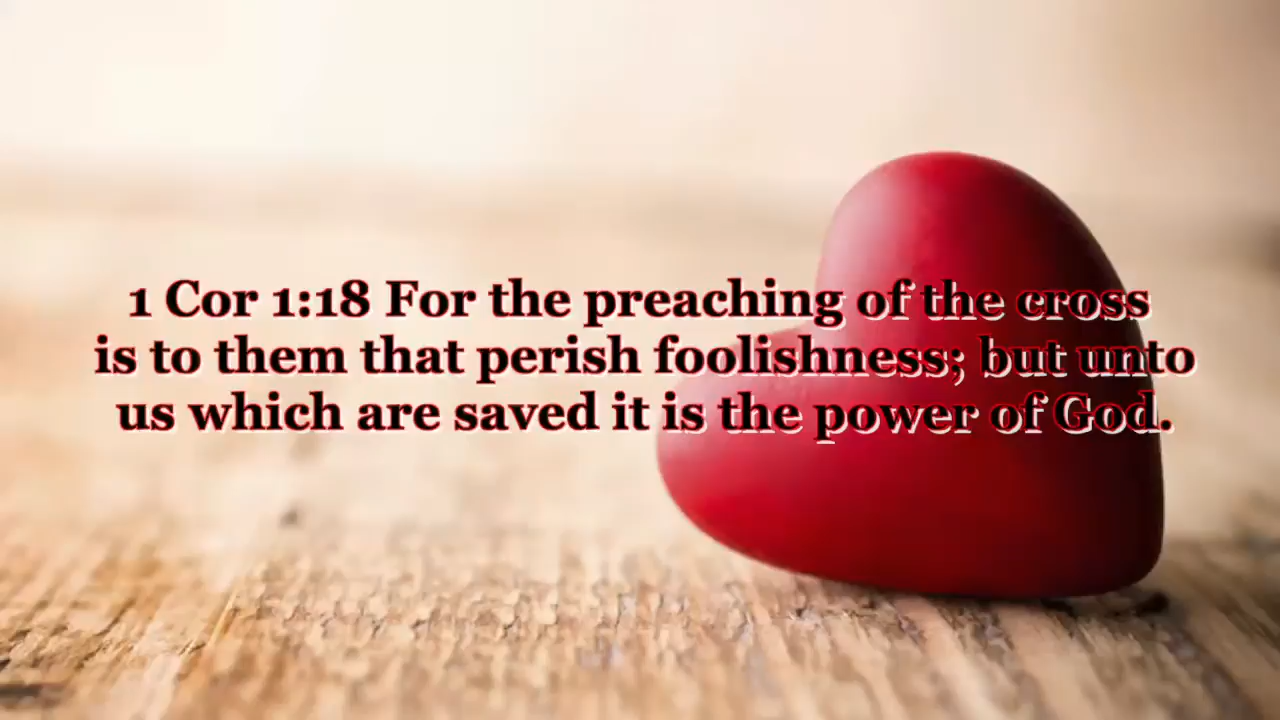 1 Cor 1:18 For the preaching of the cross
is to them that perish foolishness; but unto
us which are saved it is the power of God.